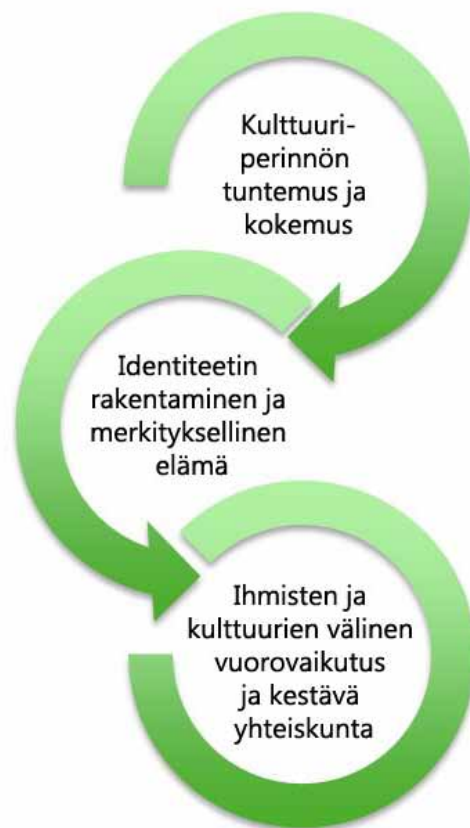 Kulttuuri-
perinnön
tuntemus ja
kokemus
Identiteetin
rakentaminen ja
merkityksellinen
elämä
Ihmisten ja
kulttuurien välinen
vuorovaikutus
ja kestävä
yhteiskunta